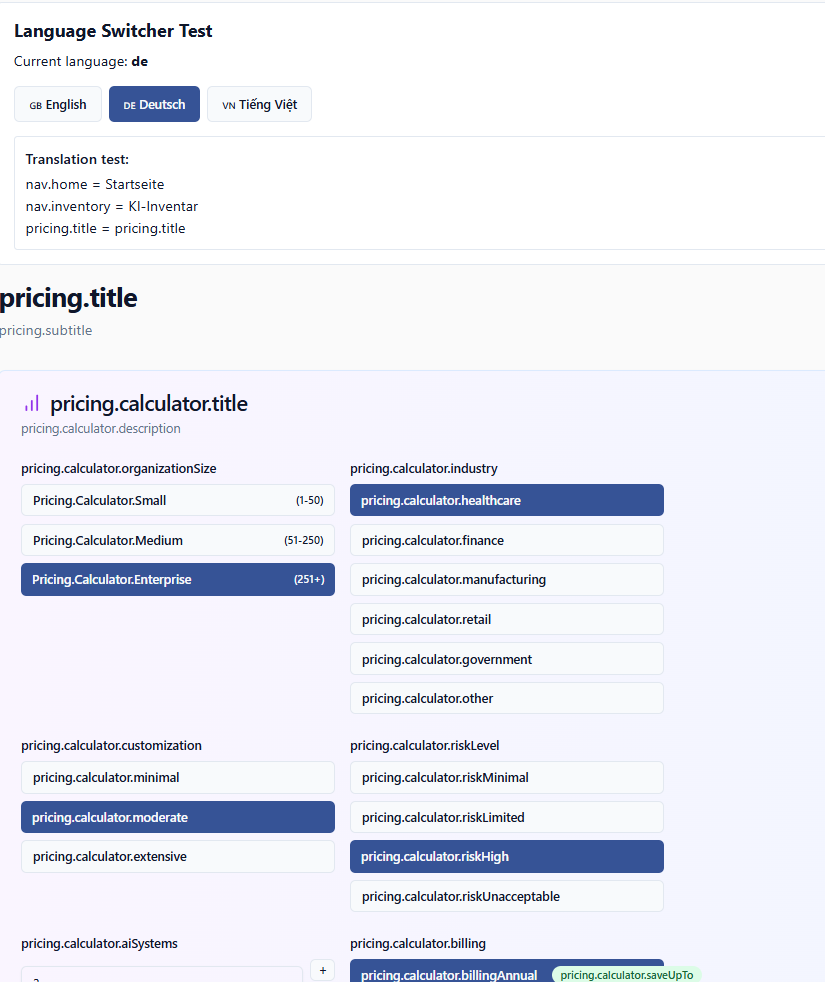 Language Switcher Test
Current language: de
GB English
DE Deutsch
VN Tiếng Việt
Translation test:
nav.home = Startseite
nav.inventory = KI-Inventar
pricing.title = pricing.title
pricing.title
pricing.subtitle
pricing.calculator.title
pricing.calculator.description
pricing.calculator.organizationSize
Pricing.Calculator.Small (1-50)
Pricing.Calculator.Medium (51-250)
Pricing.Calculator.Enterprise (251+)
pricing.calculator.industry
pricing.calculator.healthcare
pricing.calculator.finance
pricing.calculator.manufacturing
pricing.calculator.retail
pricing.calculator.government
pricing.calculator.other
pricing.calculator.customization
pricing.calculator.minimal
pricing.calculator.moderate
pricing.calculator.extensive
pricing.calculator.riskLevel
pricing.calculator.riskMinimal
pricing.calculator.riskLimited
pricing.calculator.riskHigh
pricing.calculator.riskUnacceptable
pricing.calculator.aiSystems
+
pricing.calculator.billing
pricing.calculator.billingAnnual
pricing.calculator.saveUpTo